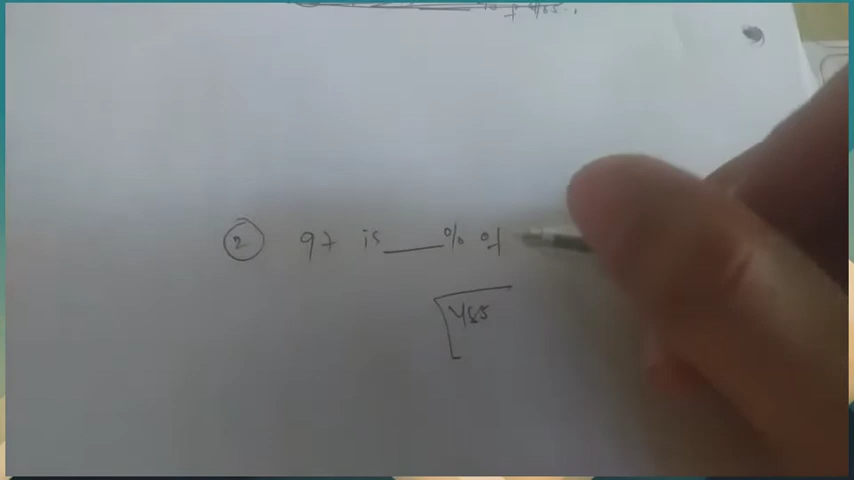 ② 97 is ___ % of
485